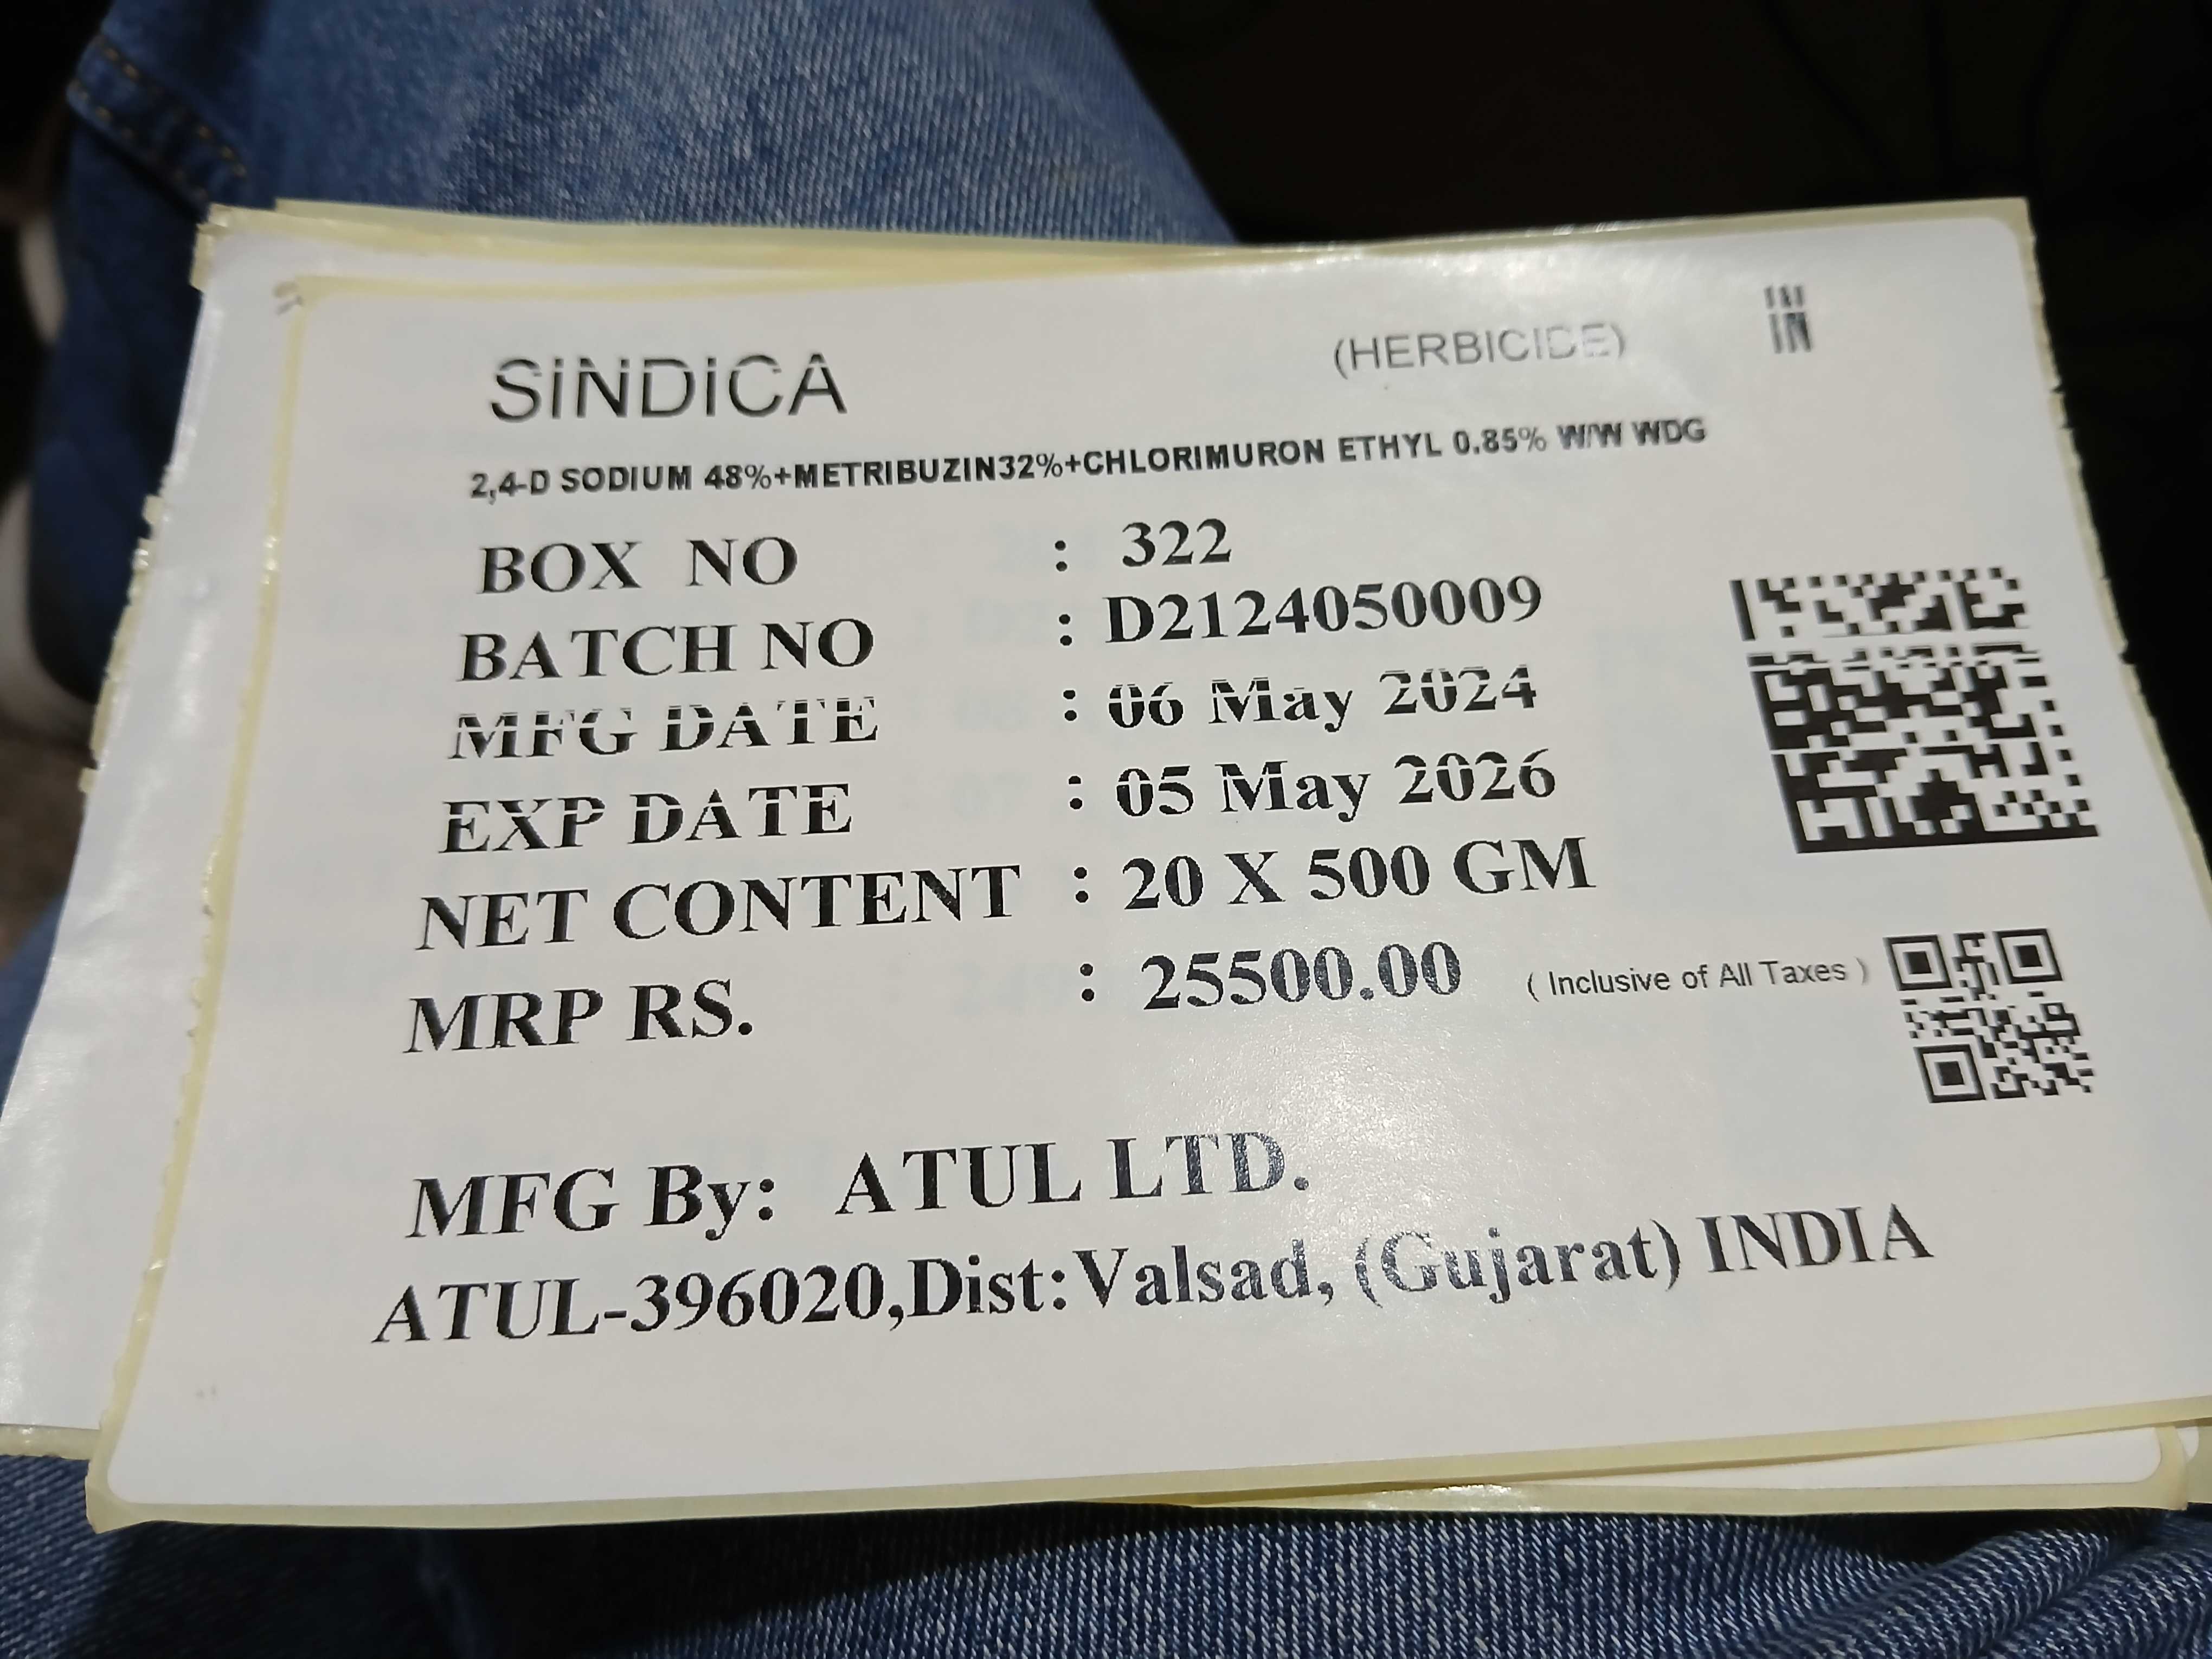 SINDICA (HERBICIDE)
IN
2,4-D SODIUM 48%+METRIBUZIN32%+CHLORIMURON ETHYL 0.85% W/W WDG
BOX NO : 322
BATCH NO : D2124050009
MFG DATE : 06 May 2024
EXP DATE : 05 May 2026
NET CONTENT : 20 X 500 GM
MRP RS. : 25500.00 ( Inclusive of All Taxes )
MFG By: ATUL LTD.
ATUL-396020,Dist:Valsad, (Gujarat) INDIA